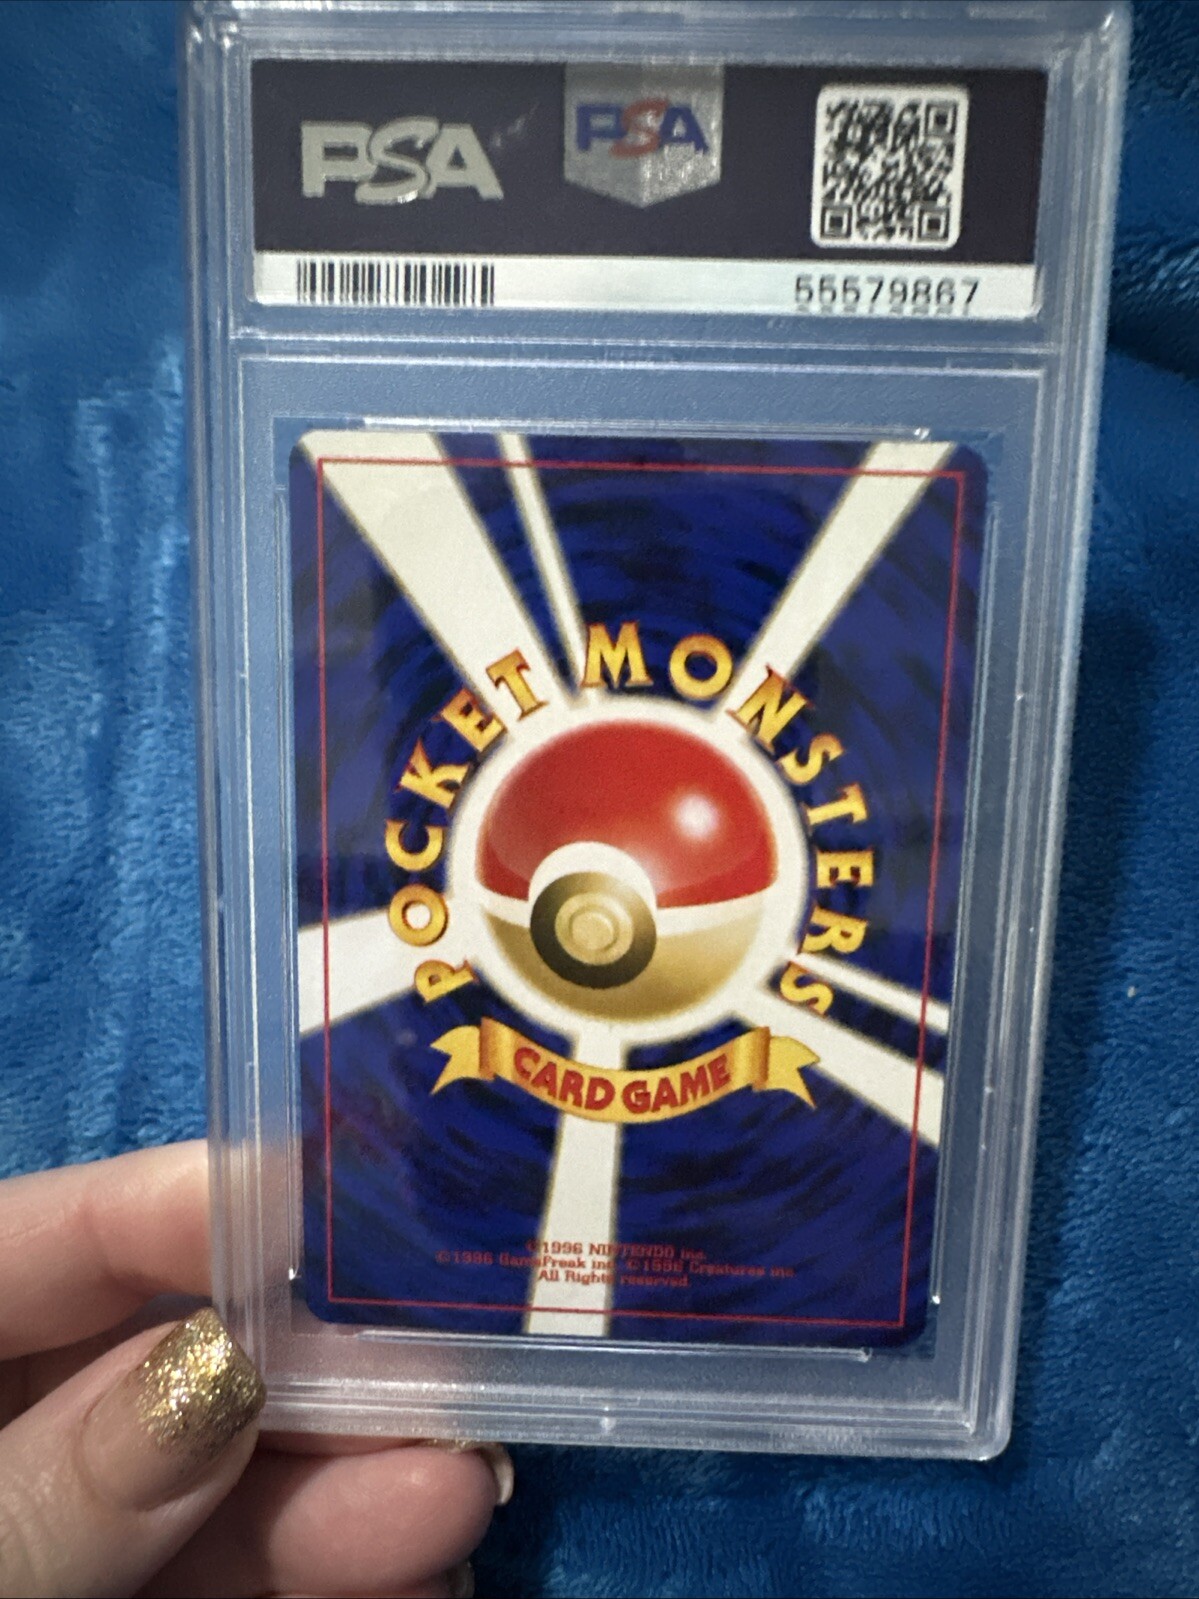 PSA
PSA
55579867
POCKET MONSTERS
CARD GAME
©1996 NINTENDO inc.
©1996 GameFreak inc. ©1996 Creatures inc.
All Rights reserved.